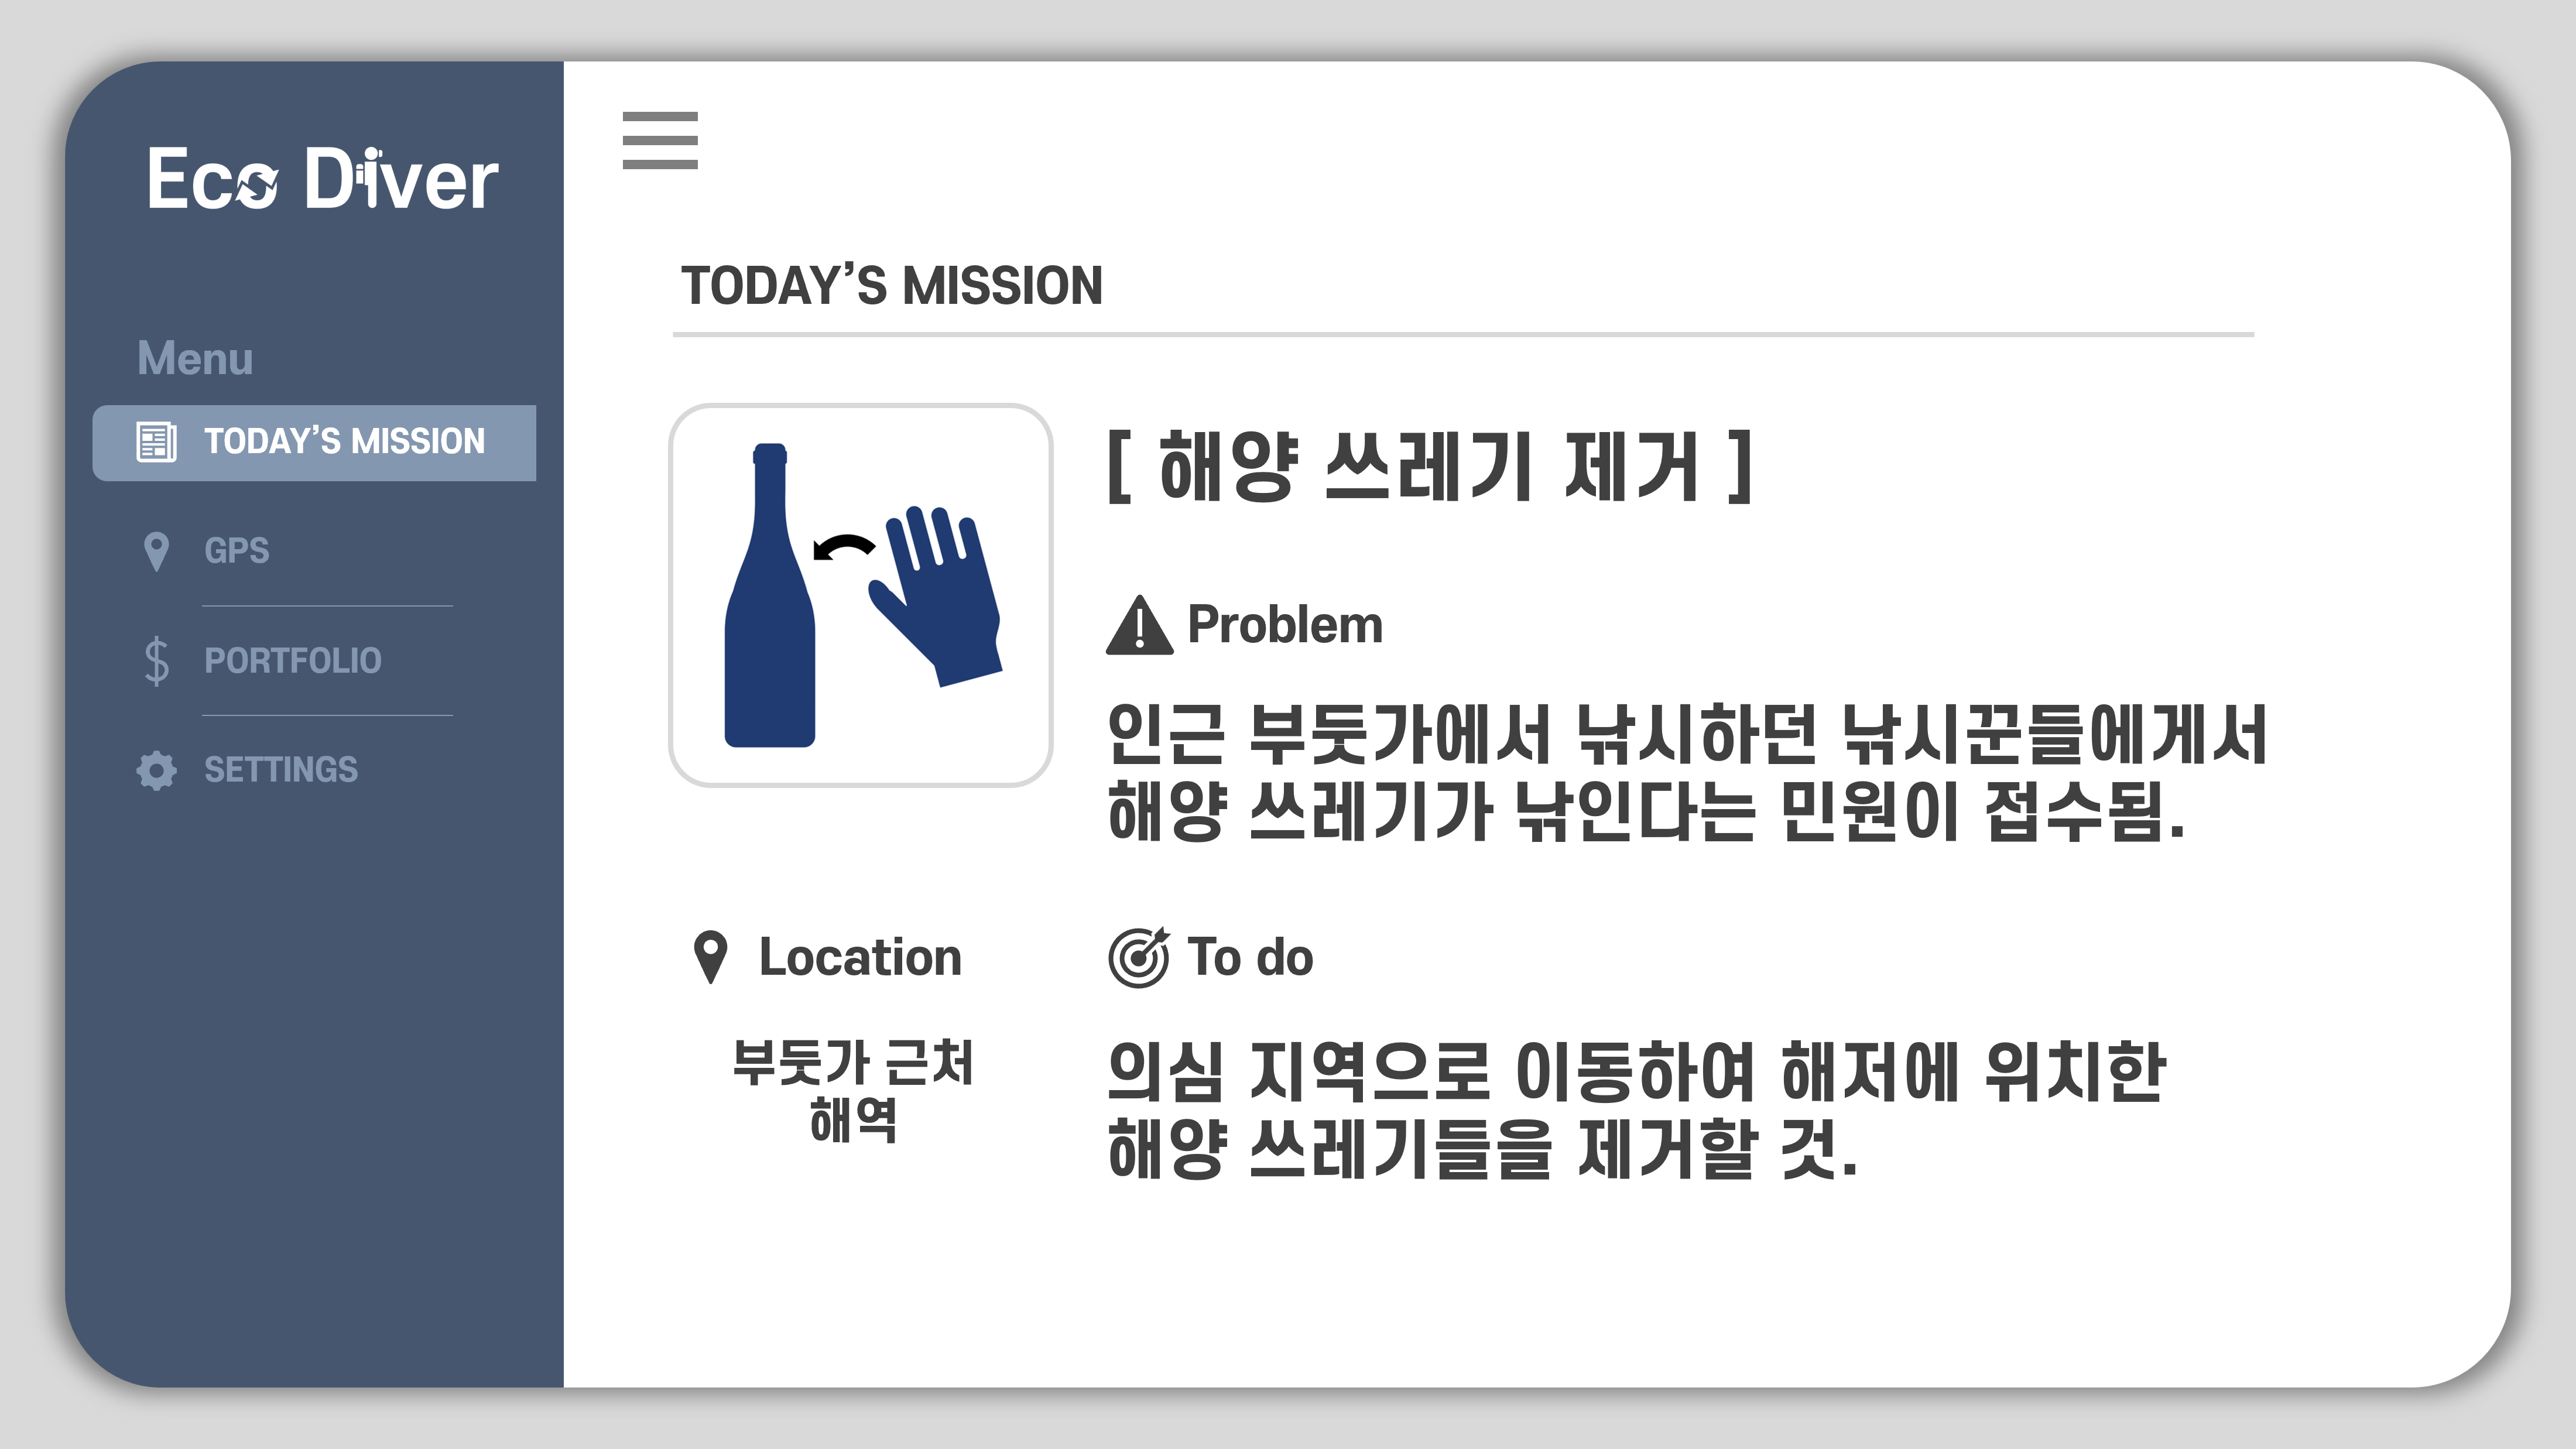 Eco Diver
Menu
TODAY'S MISSION
GPS
PORTFOLIO
SETTINGS
TODAY'S MISSION
[ 해양 쓰레기 제거 ]
Problem
인근 부둣가에서 낚시하던 낚시꾼들에게서
해양 쓰레기가 낚인다는 민원이 접수됨.
Location
부둣가 근처
해역
To do
의심 지역으로 이동하여 해저에 위치한
해양 쓰레기들을 제거할 것.